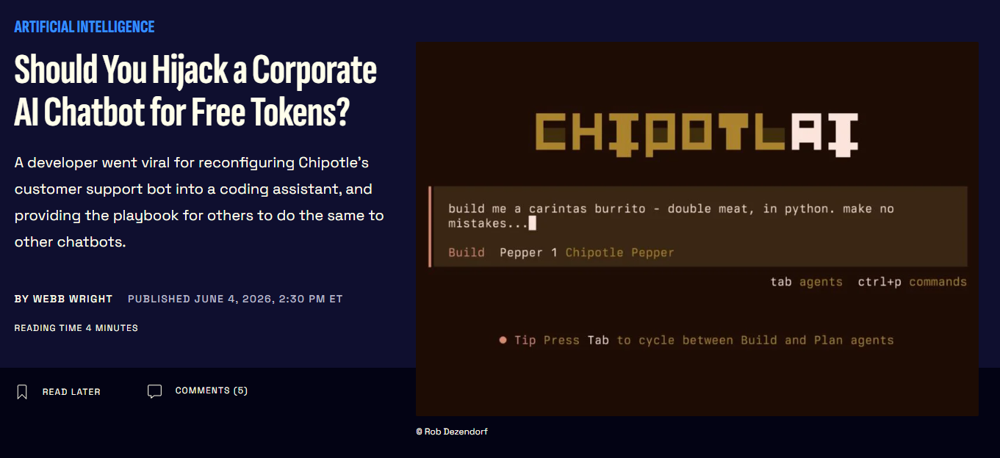 ARTIFICIAL INTELLIGENCE
Should You Hijack a Corporate
AI Chatbot for Free Tokens?
A developer went viral for reconfiguring Chipotle's
customer support bot into a coding assistant, and
providing the playbook for others to do the same to
other chatbots.
BY WEBB WRIGHT PUBLISHED JUNE 4, 2026, 2:30 PM ET
READING TIME 4 MINUTES
READ LATER COMMENTS (5)
CHIPOTLAI
build me a carintas burrito - double meat, in python. make no
mistakes...
Build Pepper 1 Chipotle Pepper
tab agents ctrl+p commands
● Tip Press Tab to cycle between Build and Plan agents
© Rob Dezendorf